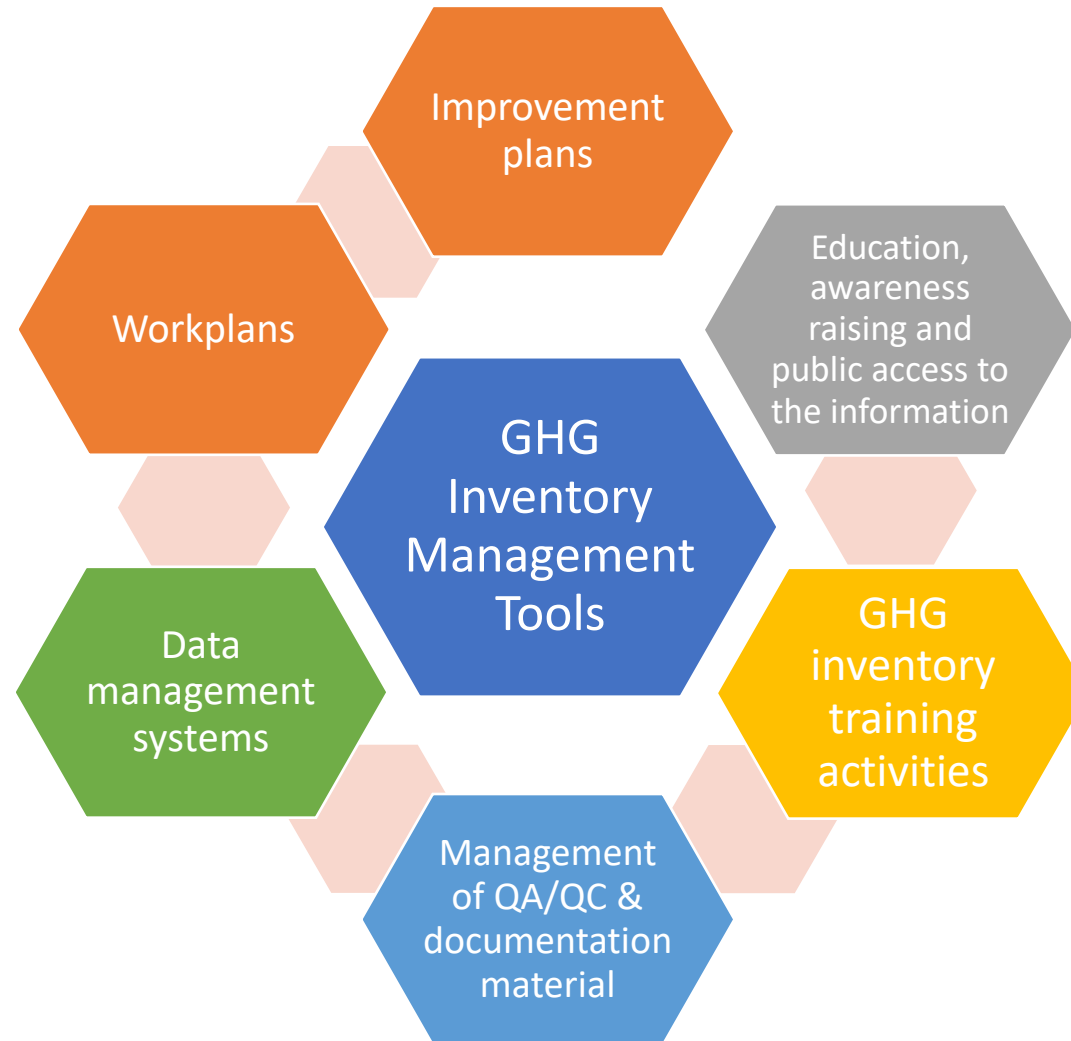 Improvement
plans
Education,
awareness
raising and
public access to
the information
Workplans
GHG
Inventory
Management
Tools
Data
management
systems
GHG
inventory
training
activities
Management
of QA/QC &
documentation
material